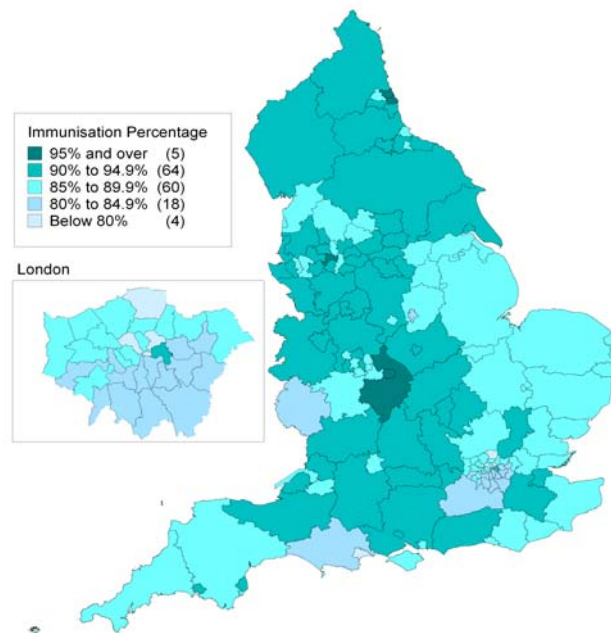 Immunisation Percentage
95% and over (5)
90% to 94.9% (64)
85% to 89.9% (60)
80% to 84.9% (18)
Below 80% (4)
London